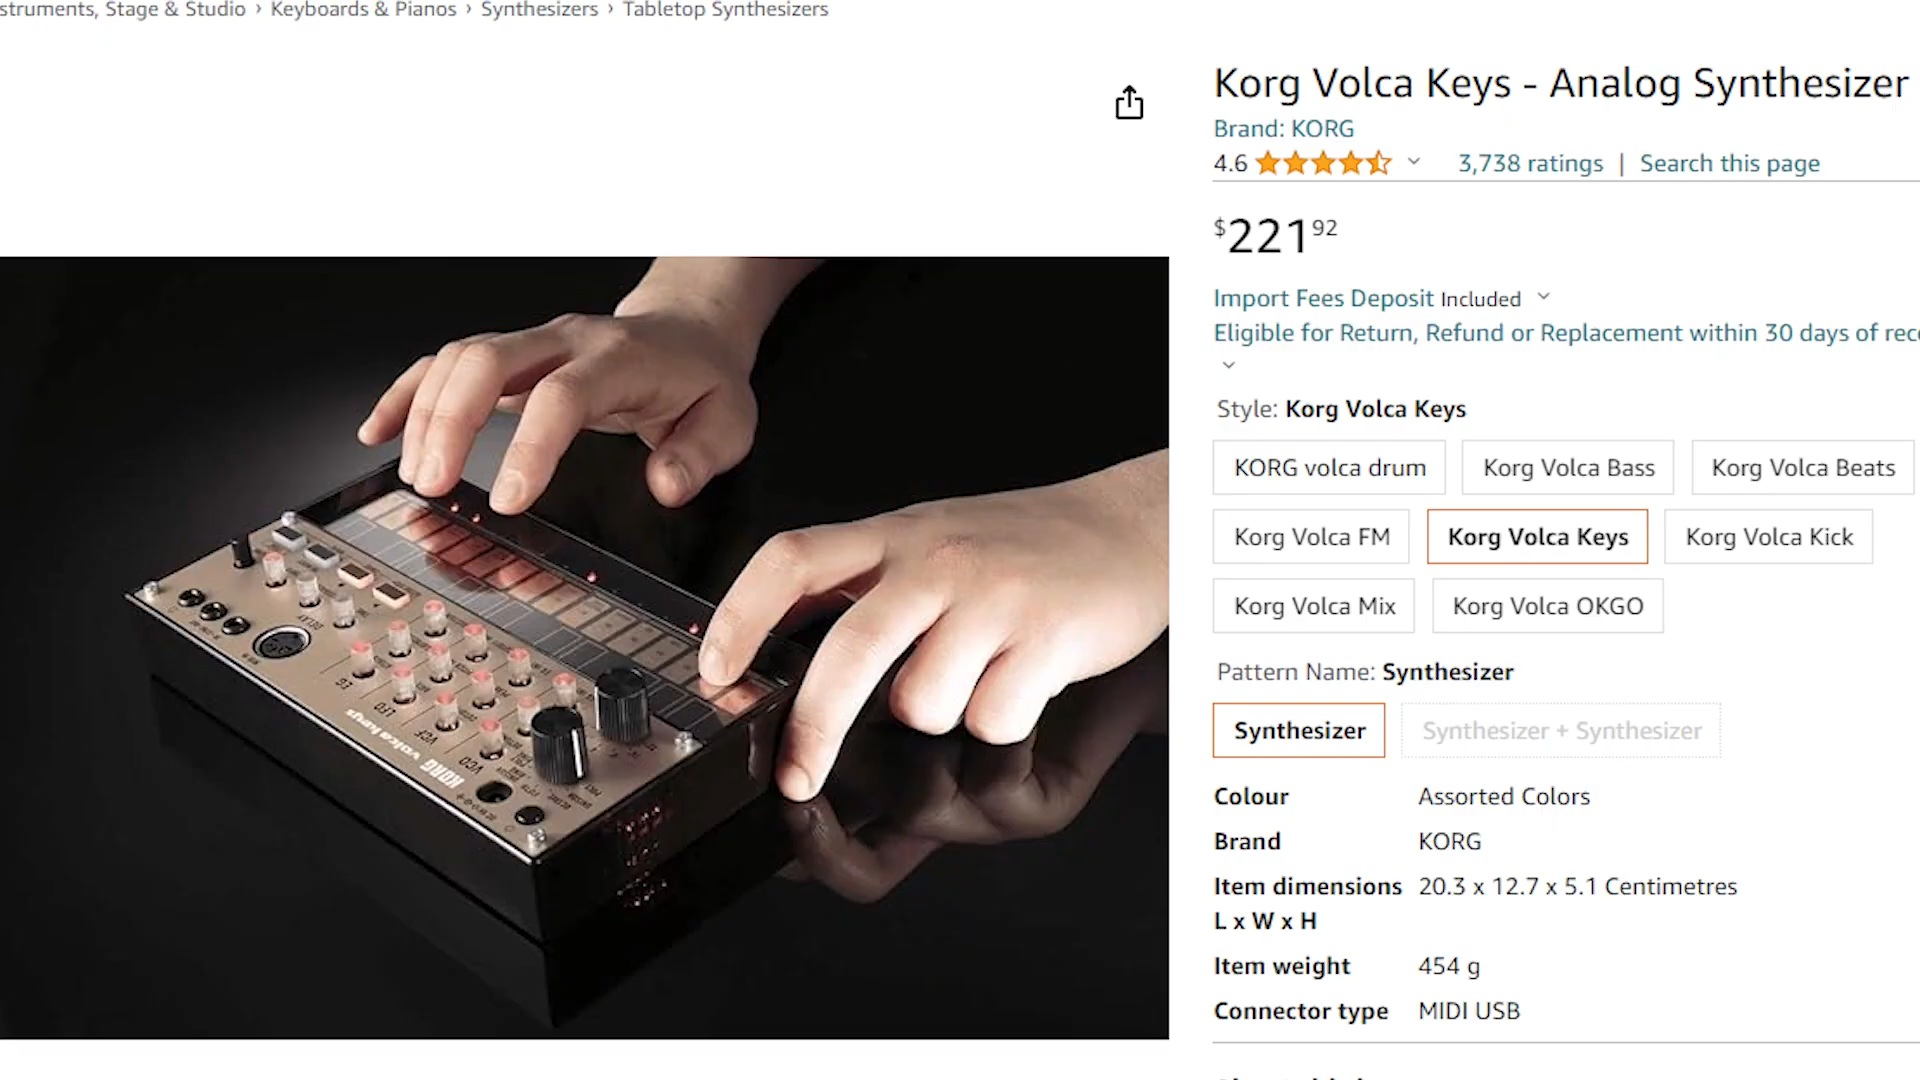 struments, Stage & Studio › Keyboards & Pianos › Synthesizers › Tabletop Synthesizers
Korg Volca Keys - Analog Synthesizer
Brand: KORG
4.6 3,738 ratings | Search this page
$221 92
Import Fees Deposit Included
Eligible for Return, Refund or Replacement within 30 days of rec
Style: Korg Volca Keys
KORG volca drum Korg Volca Bass Korg Volca Beats
Korg Volca FM Korg Volca Keys Korg Volca Kick
Korg Volca Mix Korg Volca OKGO
Pattern Name: Synthesizer
Synthesizer Synthesizer + Synthesizer
Colour Assorted Colors
Brand KORG
Item dimensions 20.3 x 12.7 x 5.1 Centimetres
L x W x H
Item weight 454 g
Connector type MIDI USB
DELAY
EG
LFO
VCF
VCO
volca keys
KORG